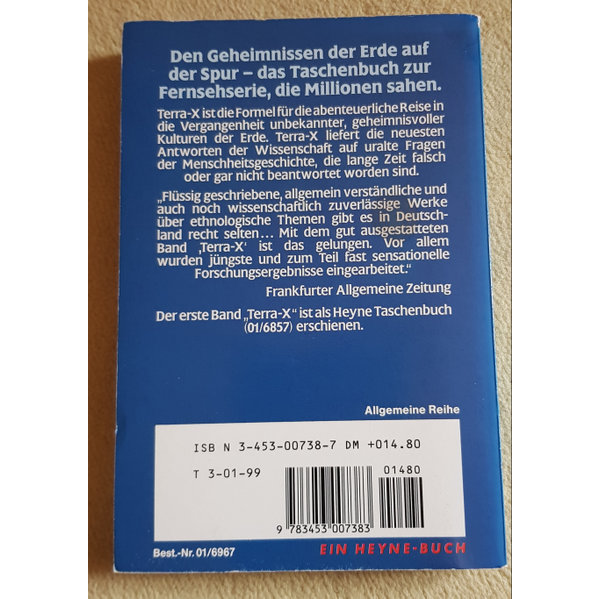 Den Geheimnissen der Erde auf
der Spur – das Taschenbuch zur
Fernsehserie, die Millionen sahen.
Terra-X ist die Formel für die abenteuerliche Reise in
die Vergangenheit unbekannter, geheimnisvoller
Kulturen der Erde. Terra-X liefert die neuesten
Antworten der Wissenschaft auf uralte Fragen
der Menschheitsgeschichte, die lange Zeit falsch
oder gar nicht beantwortet worden sind.
„Flüssig geschriebene, allgemein verständliche und
auch noch wissenschaftlich zuverlässige Werke
über ethnologische Themen gibt es in Deutsch-
land recht selten... Mit dem gut ausgestatteten
Band ‚Terra-X‘ ist das gelungen. Vor allem
wurden jüngste und zum Teil fast sensationelle
Forschungsergebnisse eingearbeitet.“
Frankfurter Allgemeine Zeitung
Der erste Band „Terra-X“ ist als Heyne Taschenbuch
(01/6857) erschienen.
Allgemeine Reihe
ISB N 3-453-00738-7 DM +014.80
T 3-01-99
01480
9 783453 007383
Best.-Nr. 01/6967
EIN HEYNE-BUCH